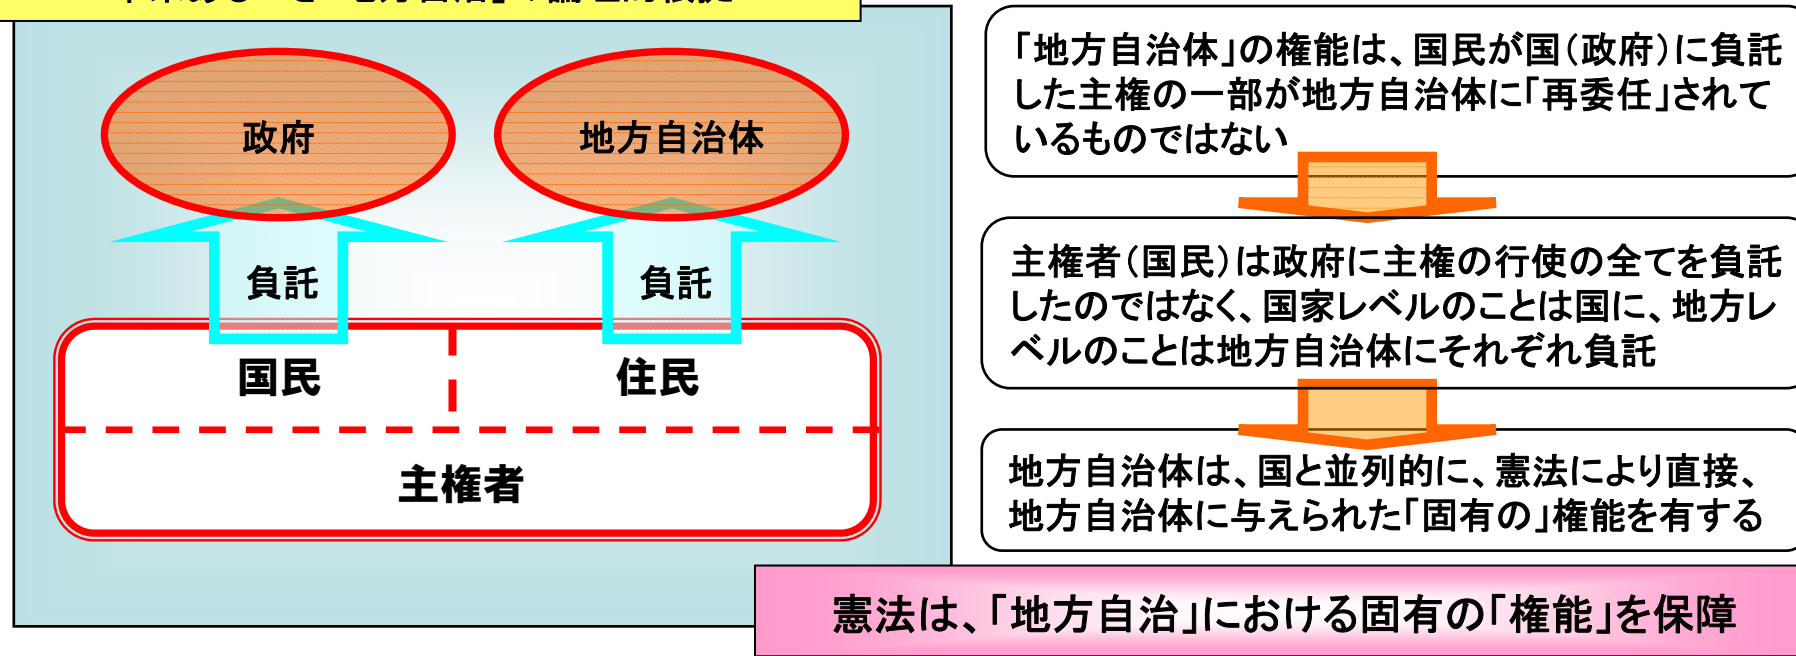 政府
地方自治体
負託
負託
国民
住民
主権者
「地方自治体」の権能は、国民が国(政府)に負託
した主権の一部が地方自治体に「再委任」されて
いるものではない
主権者(国民)は政府に主権の行使の全てを負託
したのではなく、国家レベルのことは国に、地方レ
ベルのことは地方自治体にそれぞれ負託
地方自治体は、国と並列的に、憲法により直接、
地方自治体に与えられた「固有の」権能を有する
憲法は、「地方自治」における固有の「権能」を保障